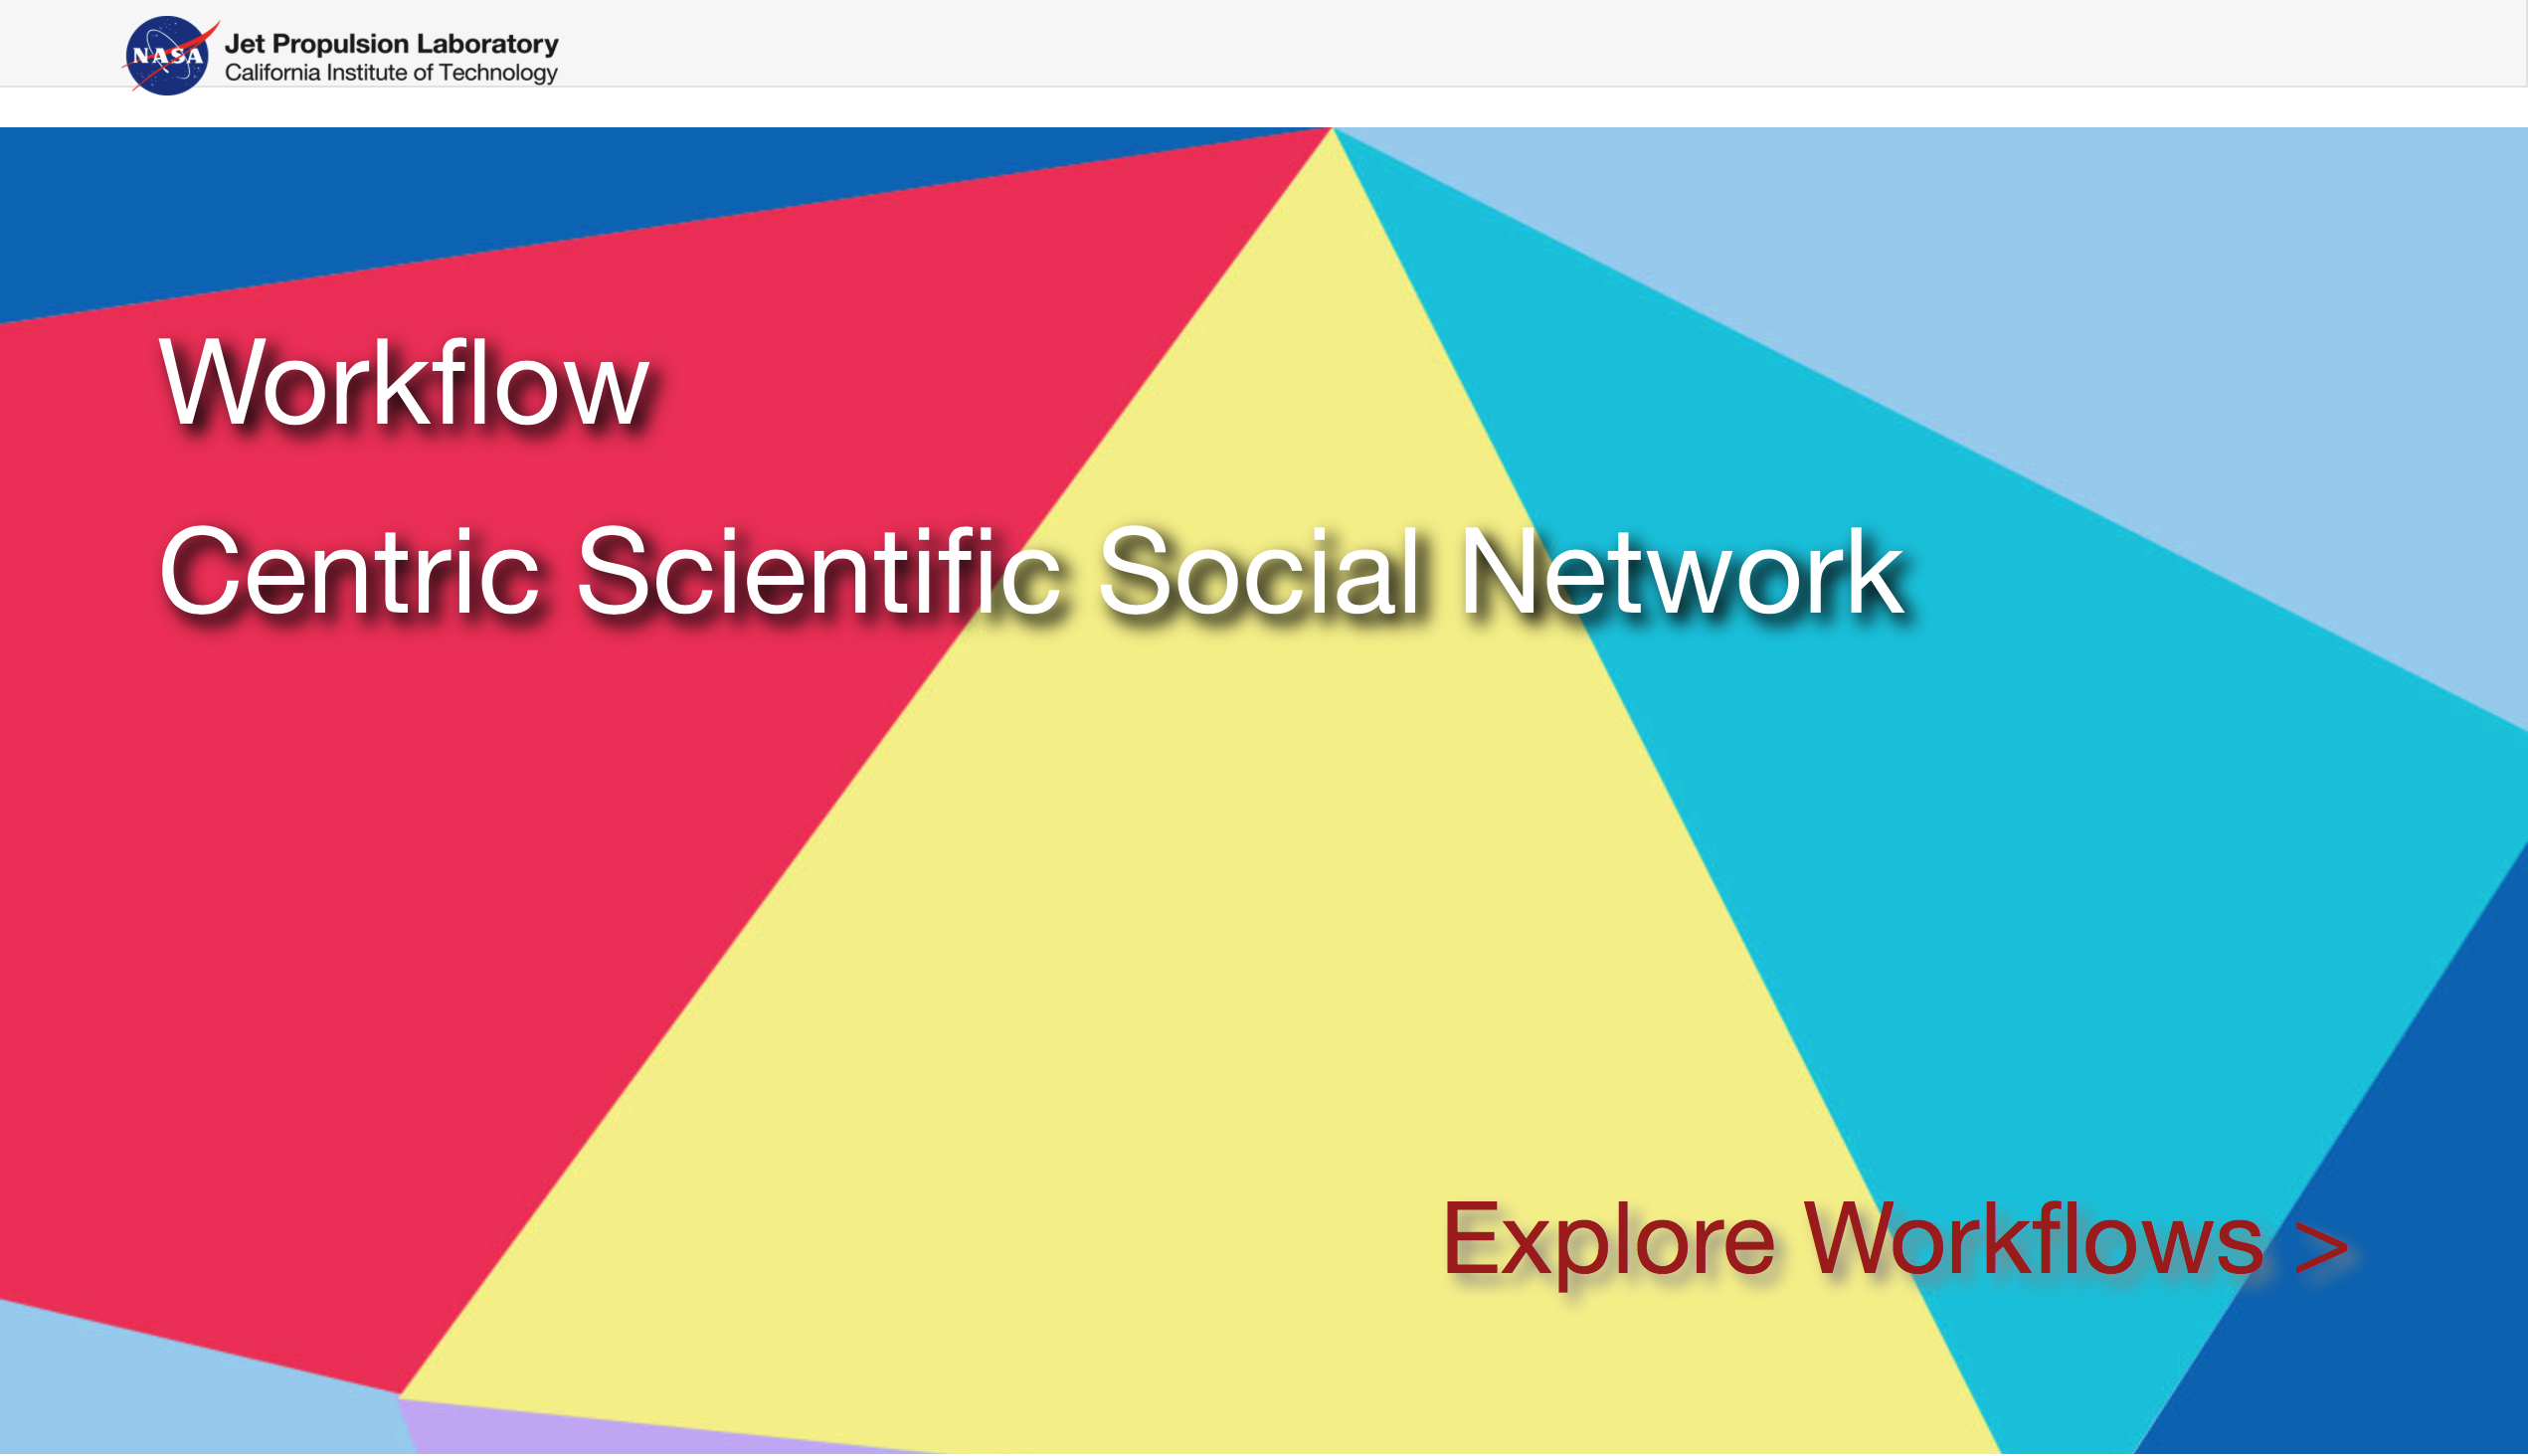 NASA
Jet Propulsion Laboratory
California Institute of Technology
Workflow
Centric Scientific Social Network
Explore Workflows >